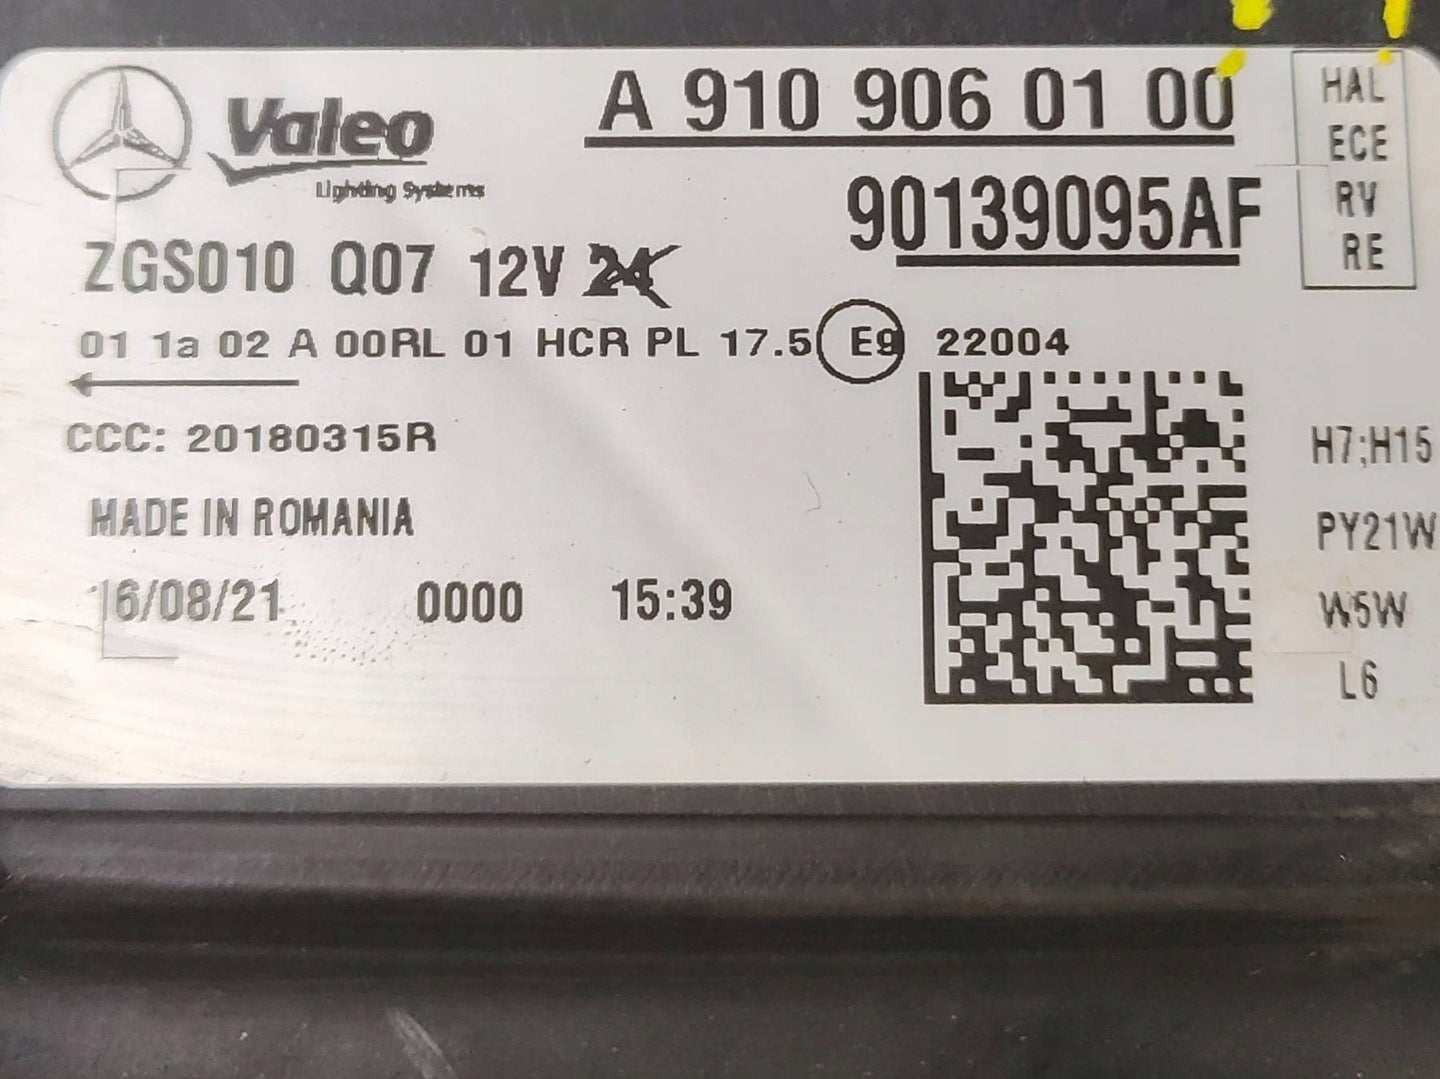 Valeo
Lighting Systems
A 910 906 01 00
90139095AF
HAL
ECE
RV
RE
ZGS010 Q07 12V 24
01 1a 02 A 00RL 01 HCR PL 17.5 E9 22004
CCC: 20180315R
MADE IN ROMANIA
16/08/21 0000 15:39
H7;H15
PY21W
W5W
L6